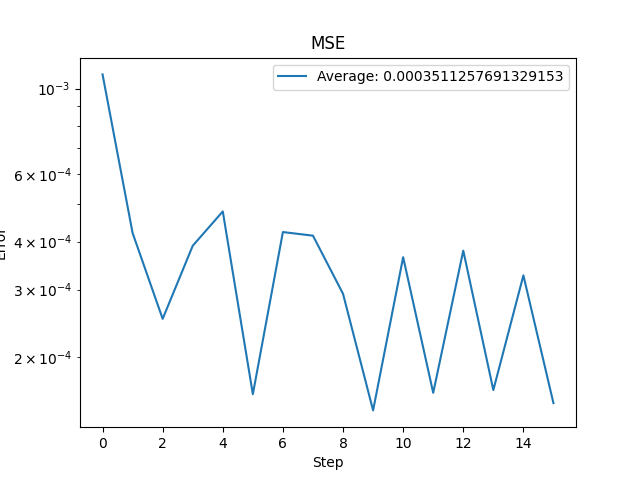 MSE
Average: 0.0003511257691329153
10⁻³
6 × 10⁻⁴
4 × 10⁻⁴
3 × 10⁻⁴
2 × 10⁻⁴
Error
0 2 4 6 8 10 12 14
Step